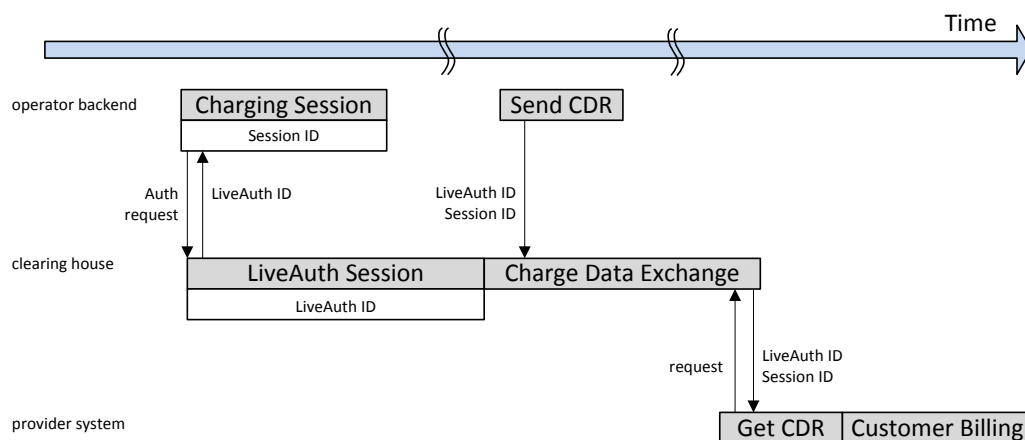 Time
operator backend
Charging Session
Send CDR
Session ID
Auth
request
LiveAuth ID
LiveAuth ID
Session ID
clearing house
LiveAuth Session
Charge Data Exchange
LiveAuth ID
request
LiveAuth ID
Session ID
provider system
Get CDR
Customer Billing